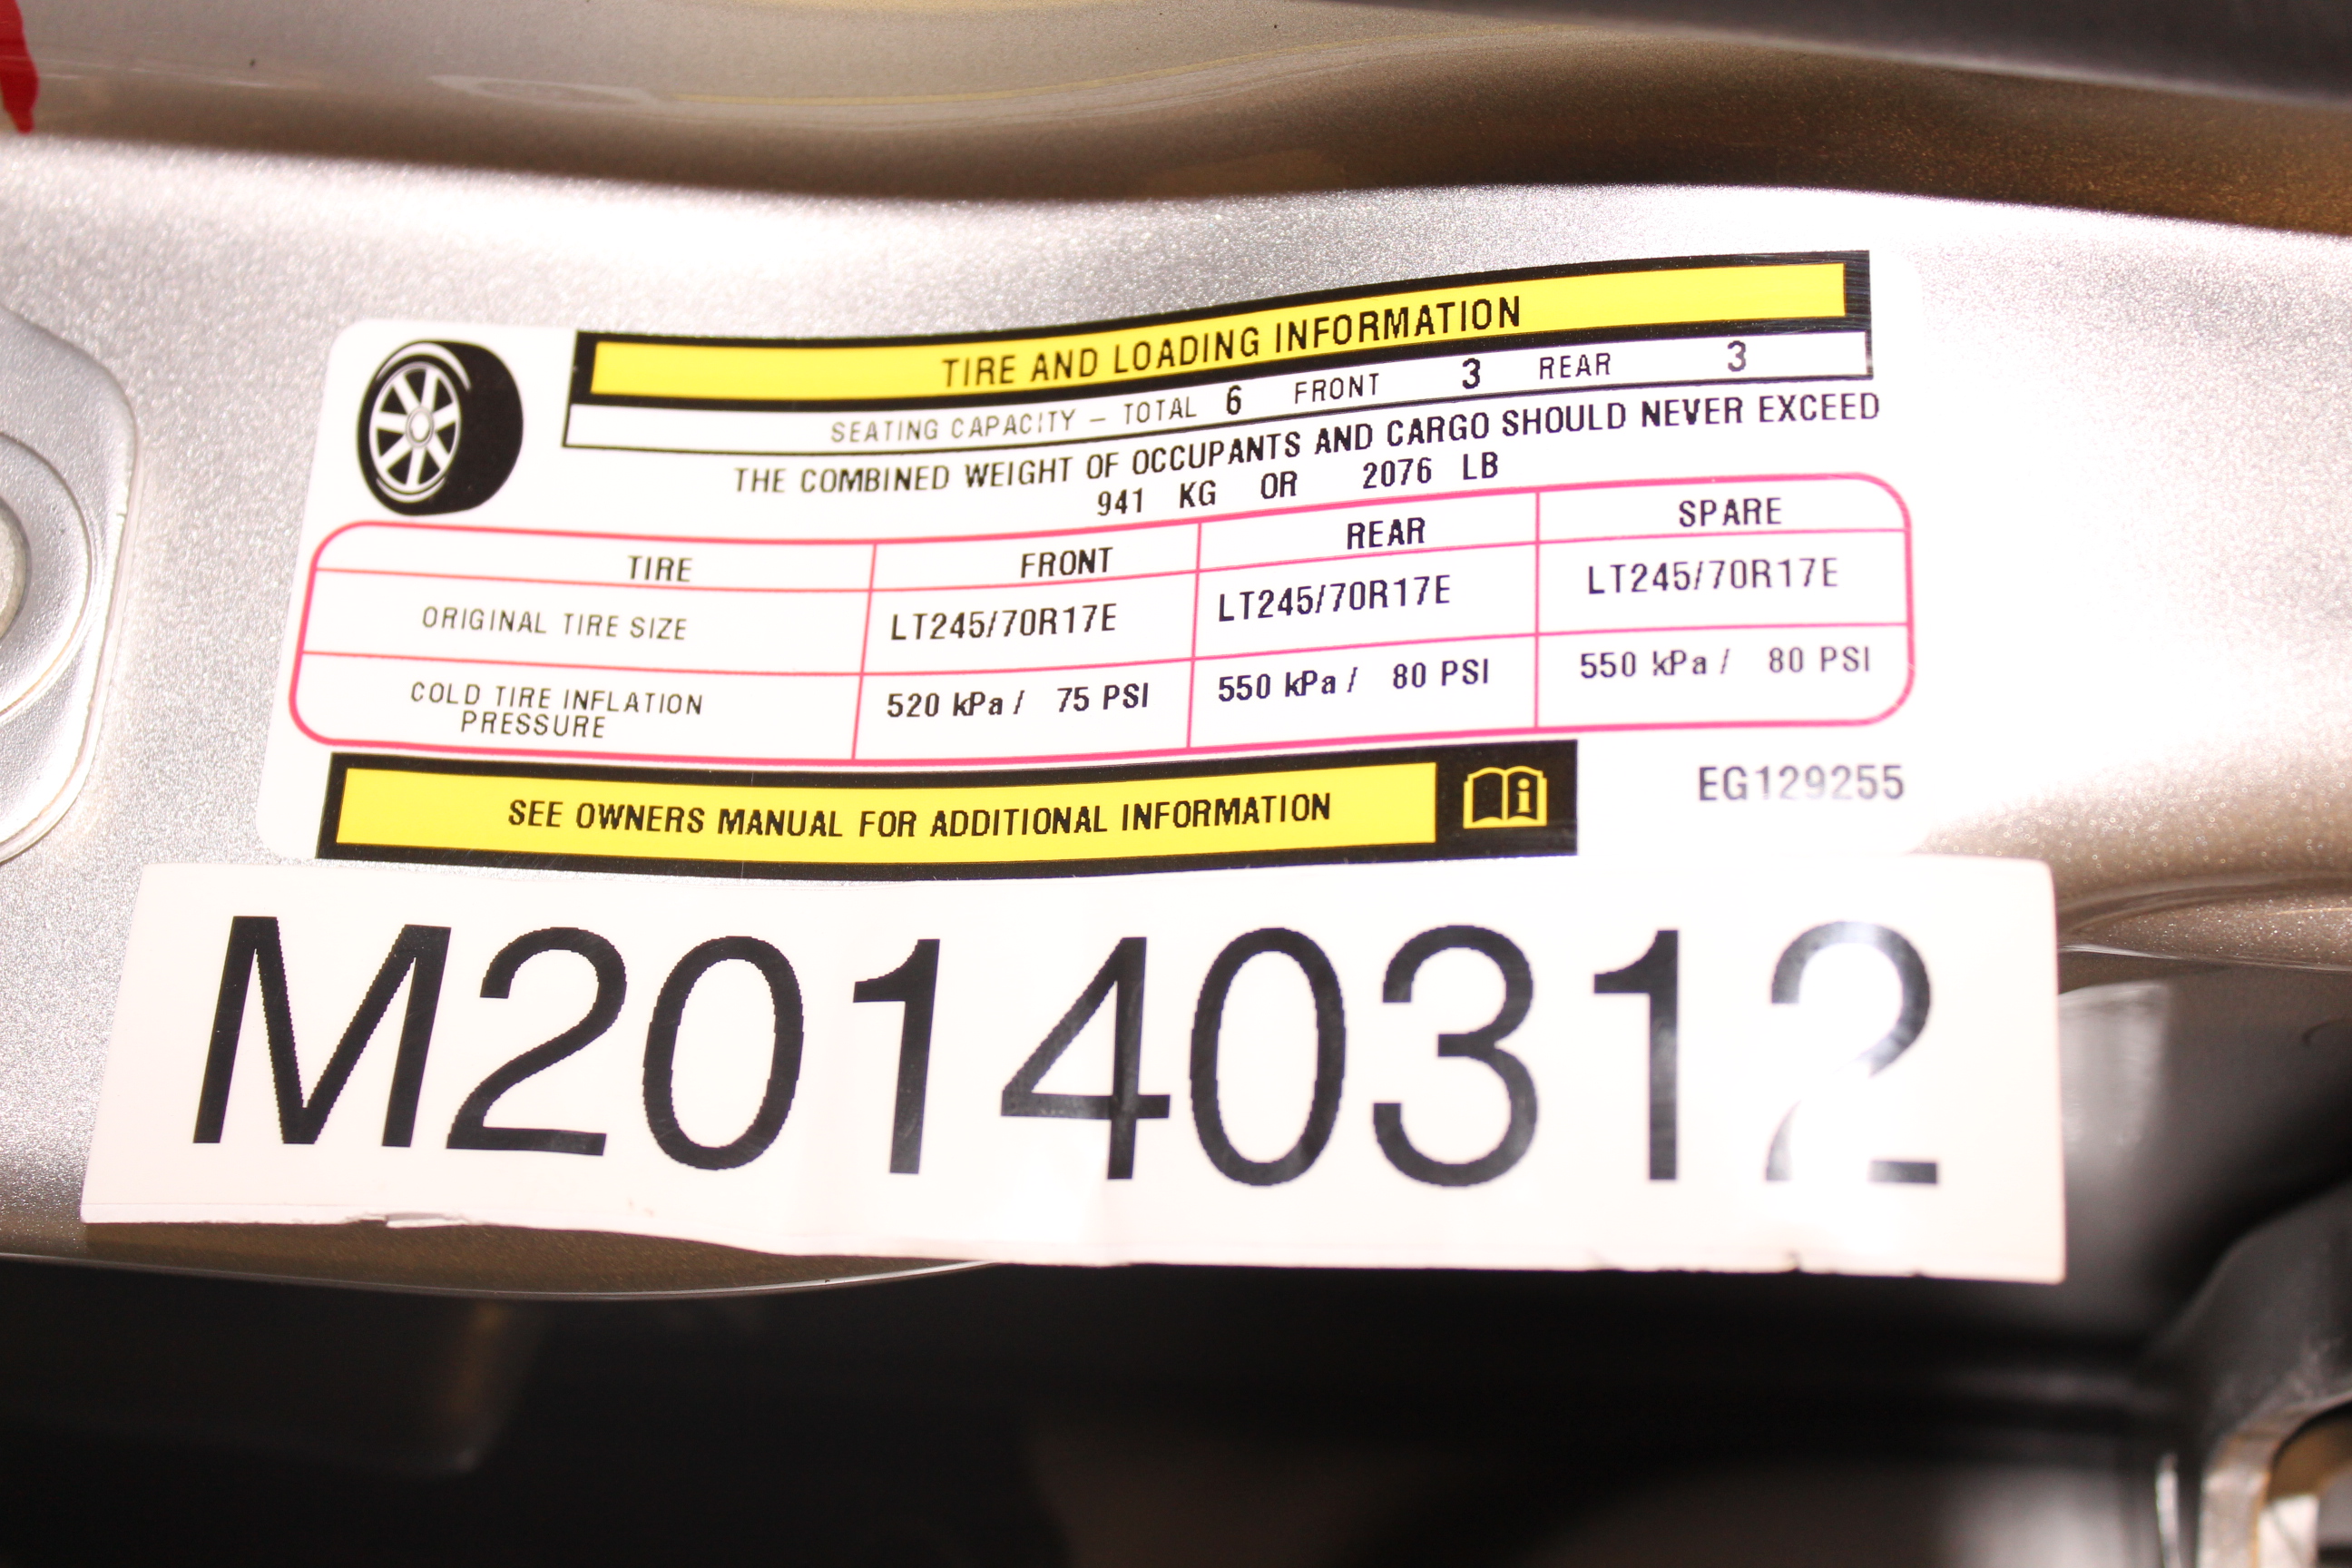 TIRE AND LOADING INFORMATION
SEATING CAPACITY – TOTAL 6 FRONT 3 REAR 3
THE COMBINED WEIGHT OF OCCUPANTS AND CARGO SHOULD NEVER EXCEED
941 KG OR 2076 LB
TIRE FRONT REAR SPARE
ORIGINAL TIRE SIZE LT245/70R17E LT245/70R17E LT245/70R17E
COLD TIRE INFLATION PRESSURE 520 kPa / 75 PSI 550 kPa / 80 PSI 550 kPa / 80 PSI
SEE OWNERS MANUAL FOR ADDITIONAL INFORMATION
EG129255
M20140312